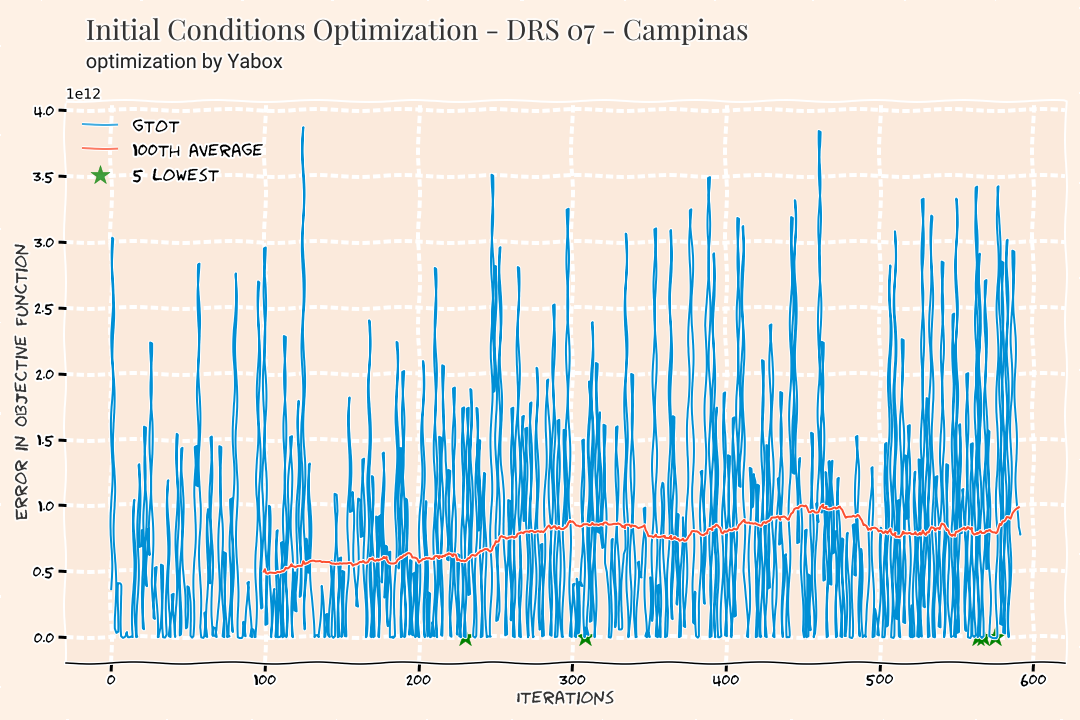 Initial Conditions Optimization - DRS 07 - Campinas
optimization by Yabox
1e12
4.0
3.5
3.0
2.5
2.0
1.5
1.0
0.5
0.0
GTOT
100TH AVERAGE
5 LOWEST
ERROR IN OBJECTIVE FUNCTION
0 100 200 300 400 500 600
ITERATIONS